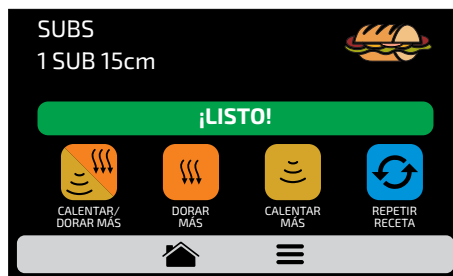 SUBS
1 SUB 15cm
¡LISTO!
CALENTAR/
DORAR MÁS
DORAR
MÁS
CALENTAR
MÁS
REPETIR
RECETA